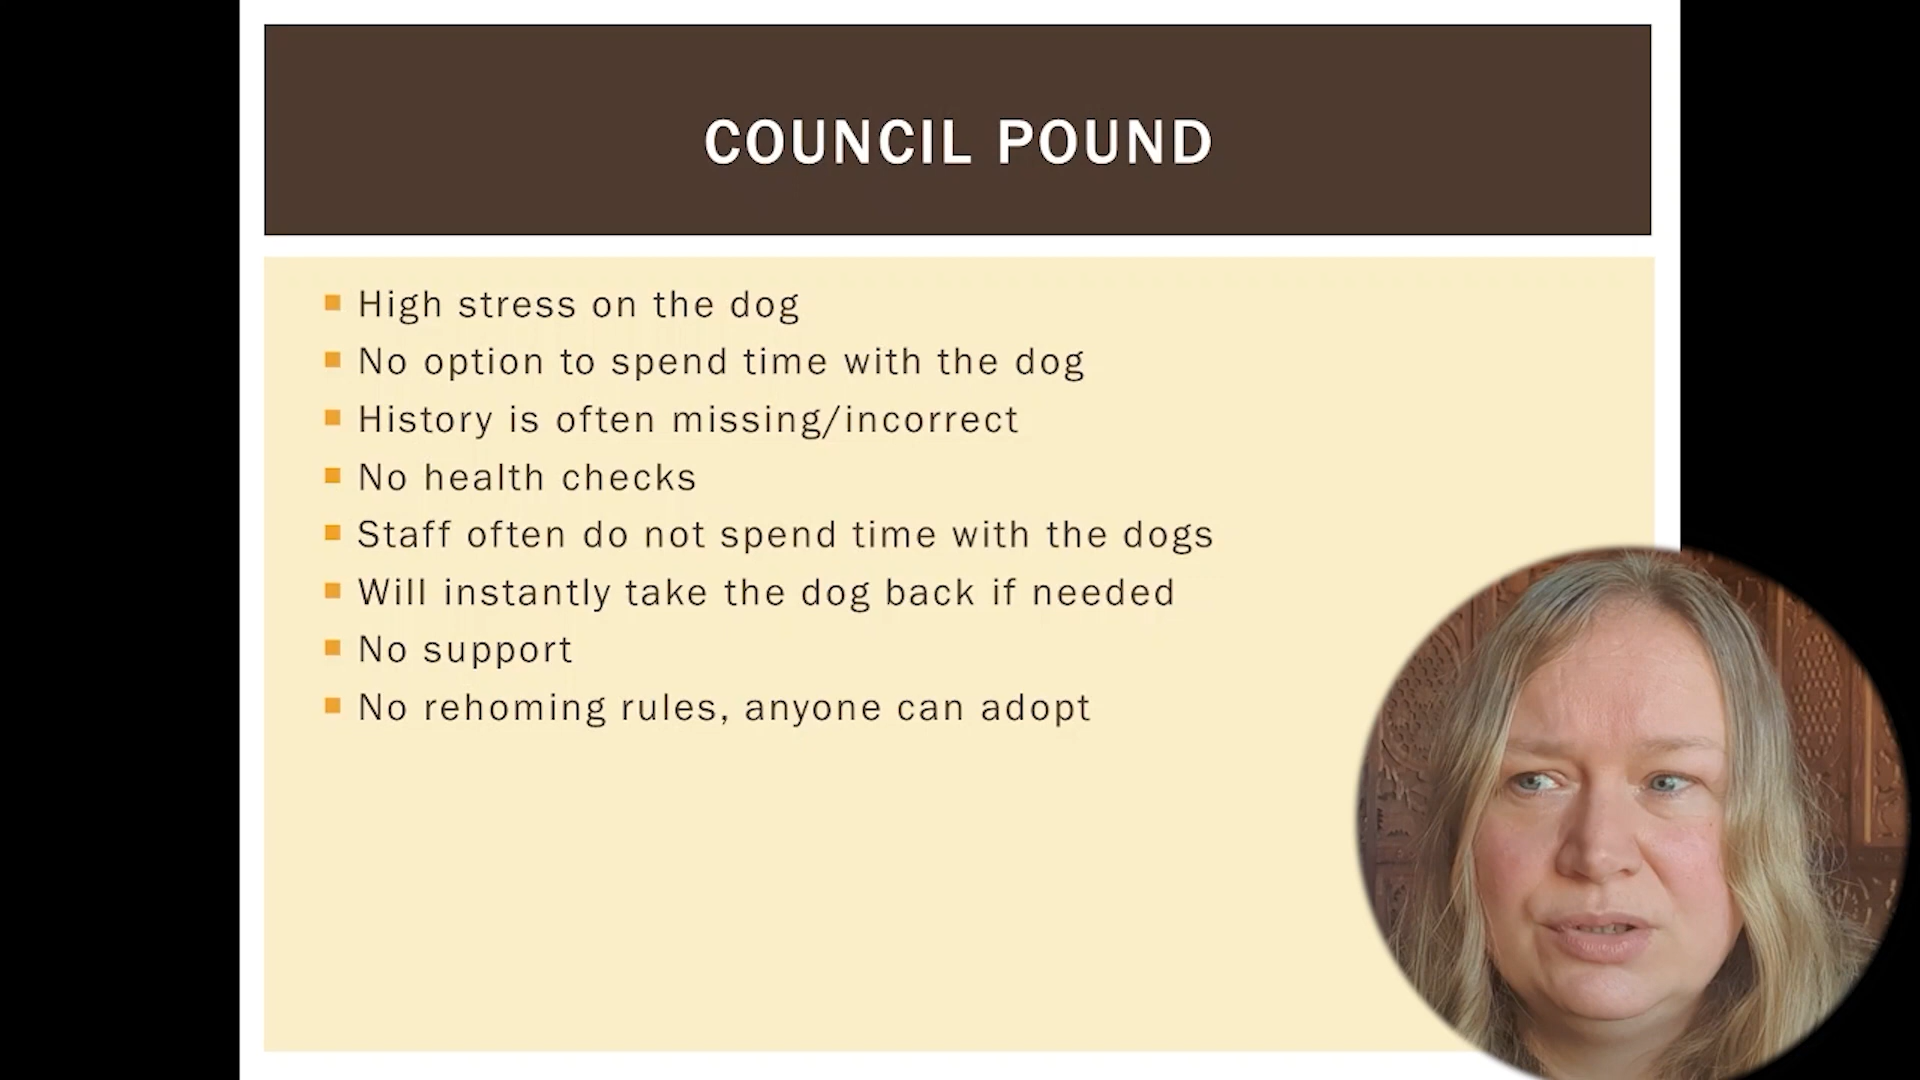 COUNCIL POUND
High stress on the dog
No option to spend time with the dog
History is often missing/incorrect
No health checks
Staff often do not spend time with the dogs
Will instantly take the dog back if needed
No support
No rehoming rules, anyone can adopt